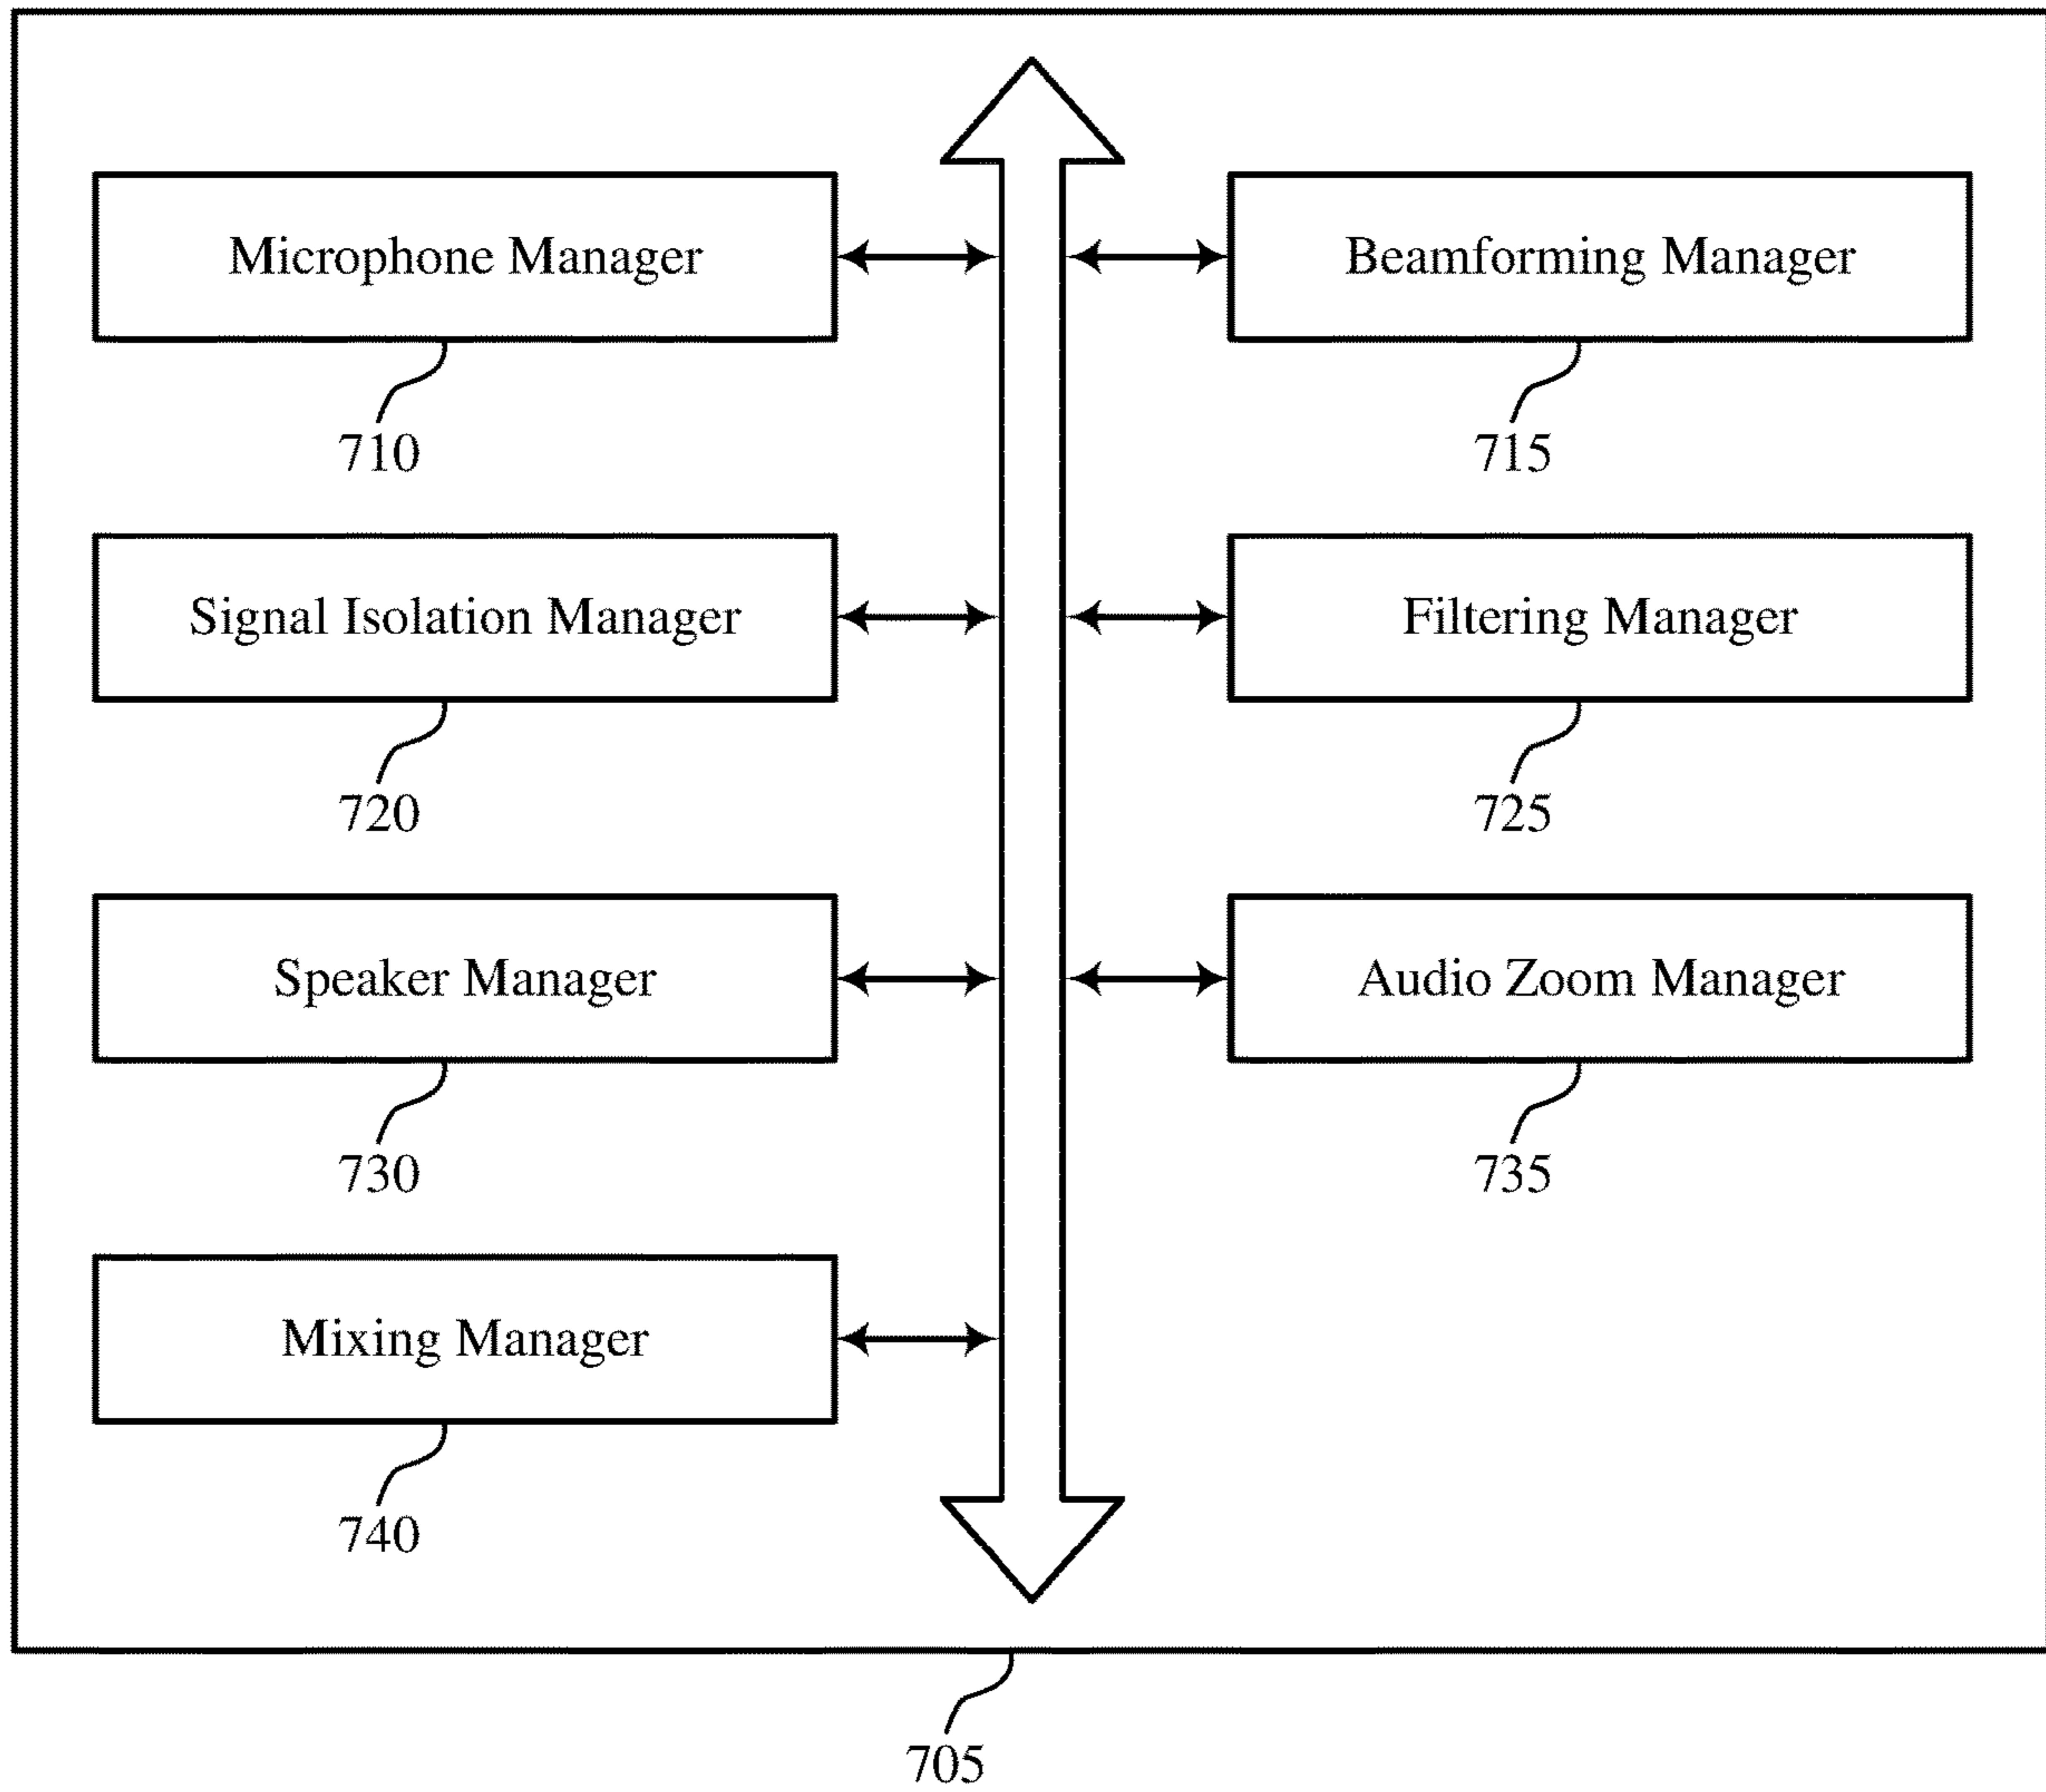 Microphone Manager
Beamforming Manager
710
715
Signal Isolation Manager
Filtering Manager
720
725
Speaker Manager
Audio Zoom Manager
730
735
Mixing Manager
740
705